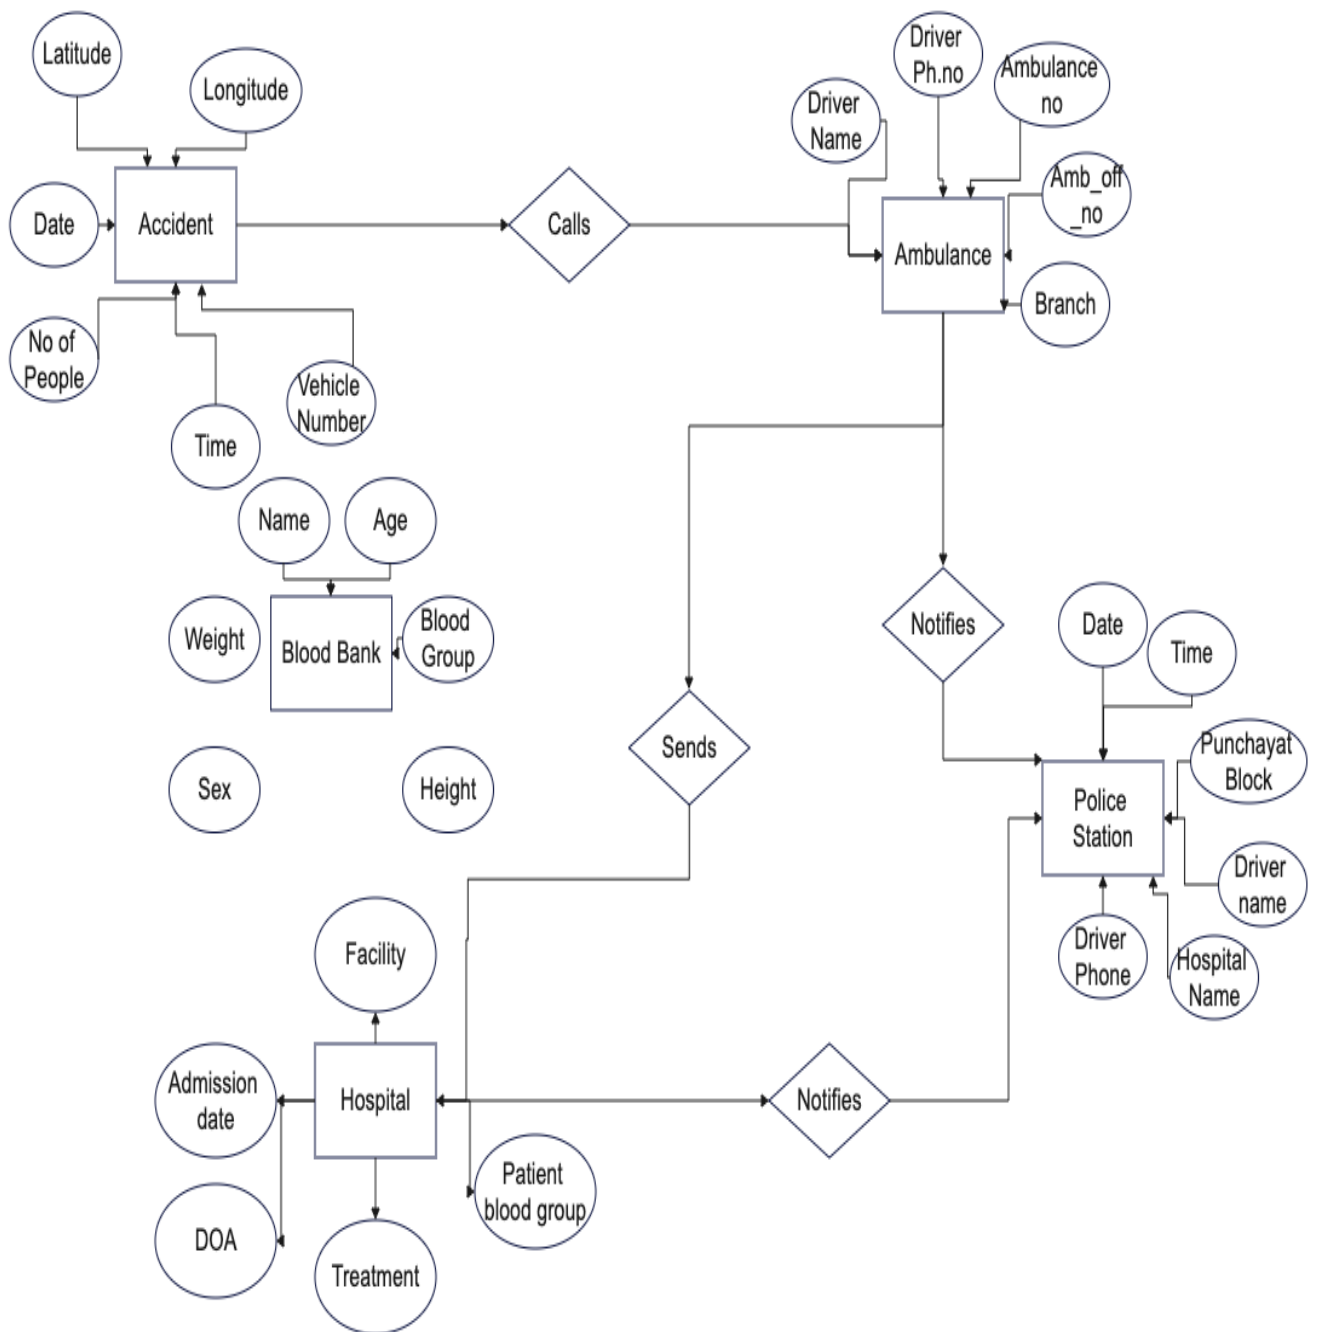 Latitude
Longitude
Driver
Ph.no
Ambulance
no
Driver
Name
Amb_off
_no
Date
Accident
Calls
Ambulance
Branch
No of
People
Vehicle
Number
Time
Name
Age
Weight
Blood Bank
Blood
Group
Notifies
Date
Time
Sends
Punchayat
Block
Sex
Height
Police
Station
Driver
name
Driver
Phone
Hospital
Name
Facility
Admission
date
Hospital
Notifies
Patient
blood group
DOA
Treatment